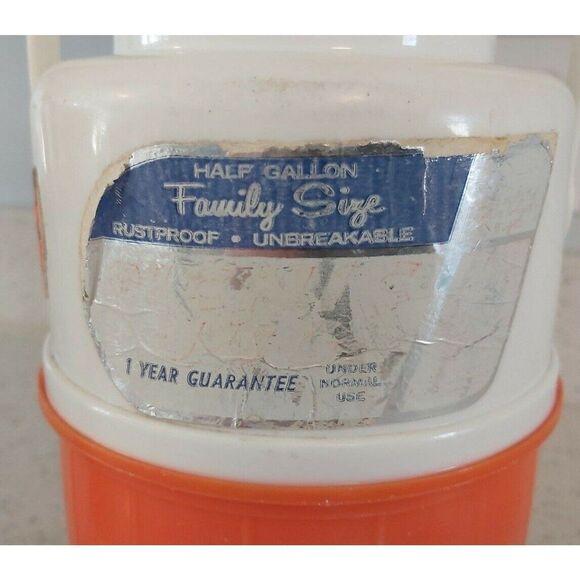 HALF GALLON
Family Size
RUSTPROOF • UNBREAKABLE
1 YEAR GUARANTEE UNDER
NORMAL
USE